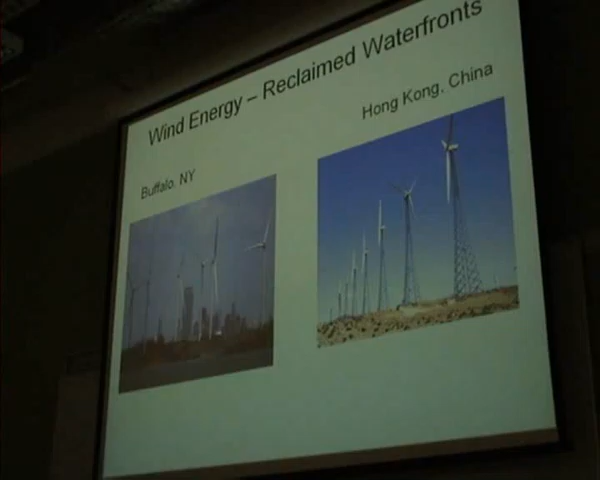 Wind Energy – Reclaimed Waterfronts
Buffalo, NY
Hong Kong, China